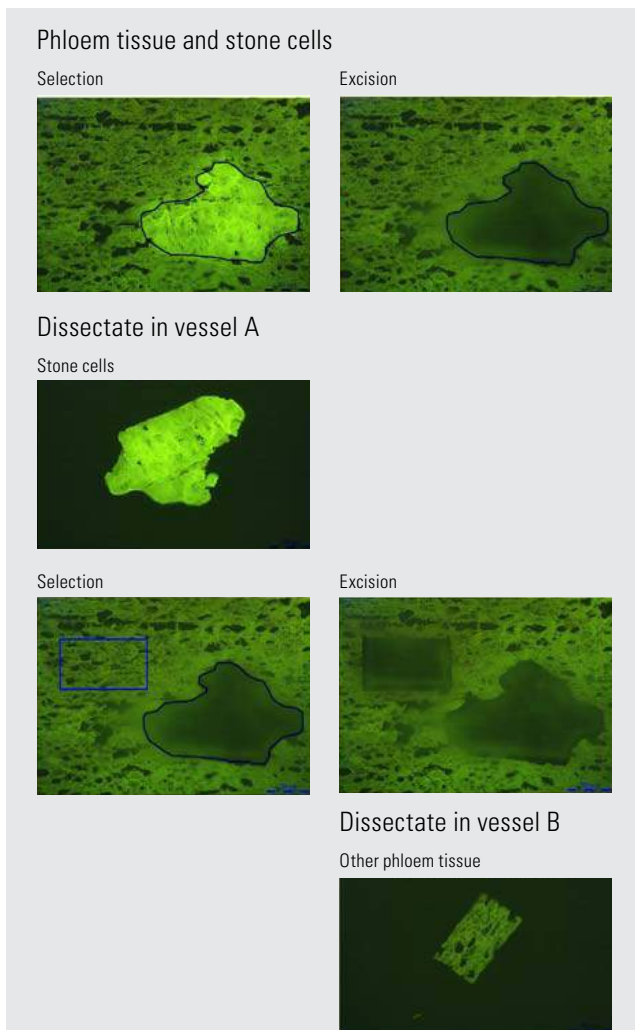 Phloem tissue and stone cells
Selection
Excision
Dissectate in vessel A
Stone cells
Selection
Excision
Dissectate in vessel B
Other phloem tissue